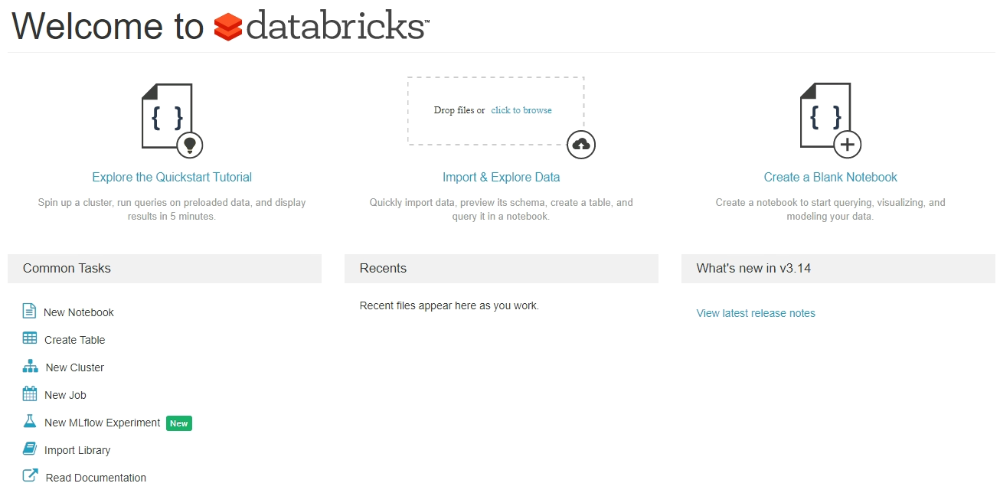 Welcome to databricks™
{ }
Drop files or click to browse
{ }
Explore the Quickstart Tutorial
Import & Explore Data
Create a Blank Notebook
Spin up a cluster, run queries on preloaded data, and display
results in 5 minutes.
Quickly import data, preview its schema, create a table, and
query it in a notebook.
Create a notebook to start querying, visualizing, and
modeling your data.
Common Tasks
New Notebook
Create Table
New Cluster
New Job
New MLflow Experiment New
Import Library
Read Documentation
Recents
Recent files appear here as you work.
What's new in v3.14
View latest release notes